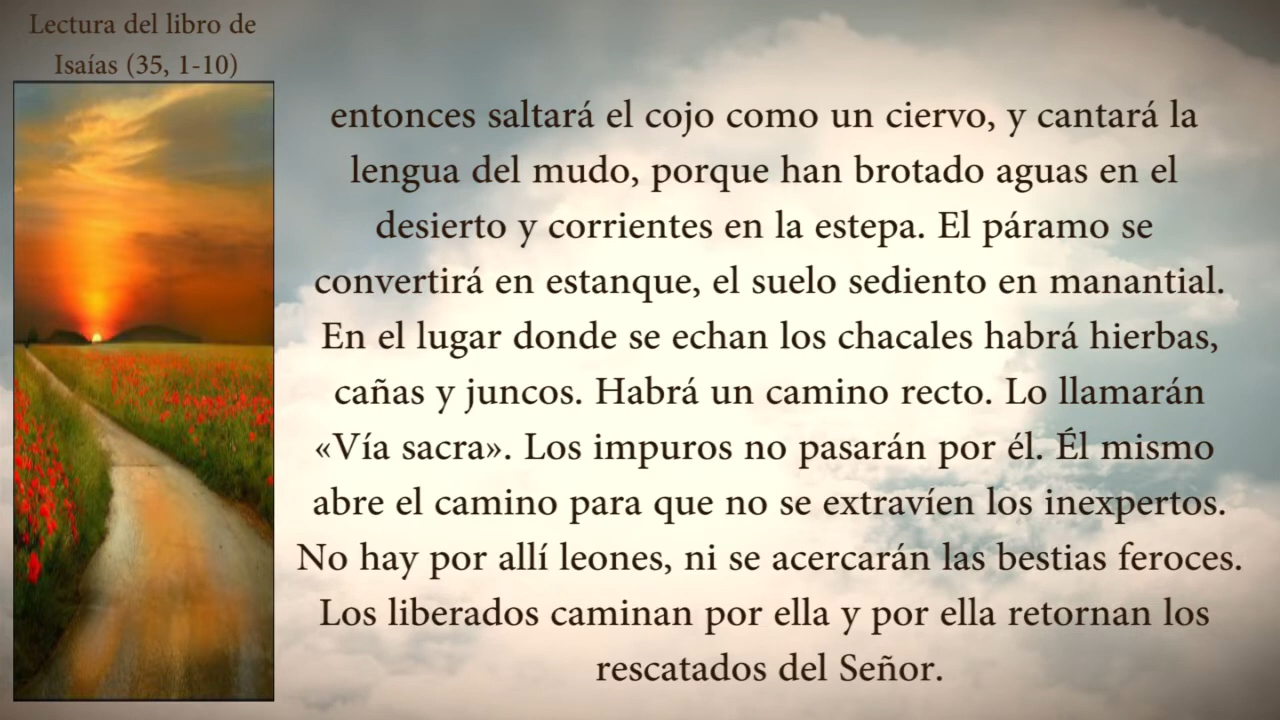 Lectura del libro de
Isaías (35, 1-10)
entonces saltará el cojo como un ciervo, y cantará la
lengua del mudo, porque han brotado aguas en el
desierto y corrientes en la estepa. El páramo se
convertirá en estanque, el suelo sediento en manantial.
En el lugar donde se echan los chacales habrá hierbas,
cañas y juncos. Habrá un camino recto. Lo llamarán
«Vía sacra». Los impuros no pasarán por él. Él mismo
abre el camino para que no se extravíen los inexpertos.
No hay por allí leones, ni se acercarán las bestias feroces.
Los liberados caminan por ella y por ella retornan los
rescatados del Señor.